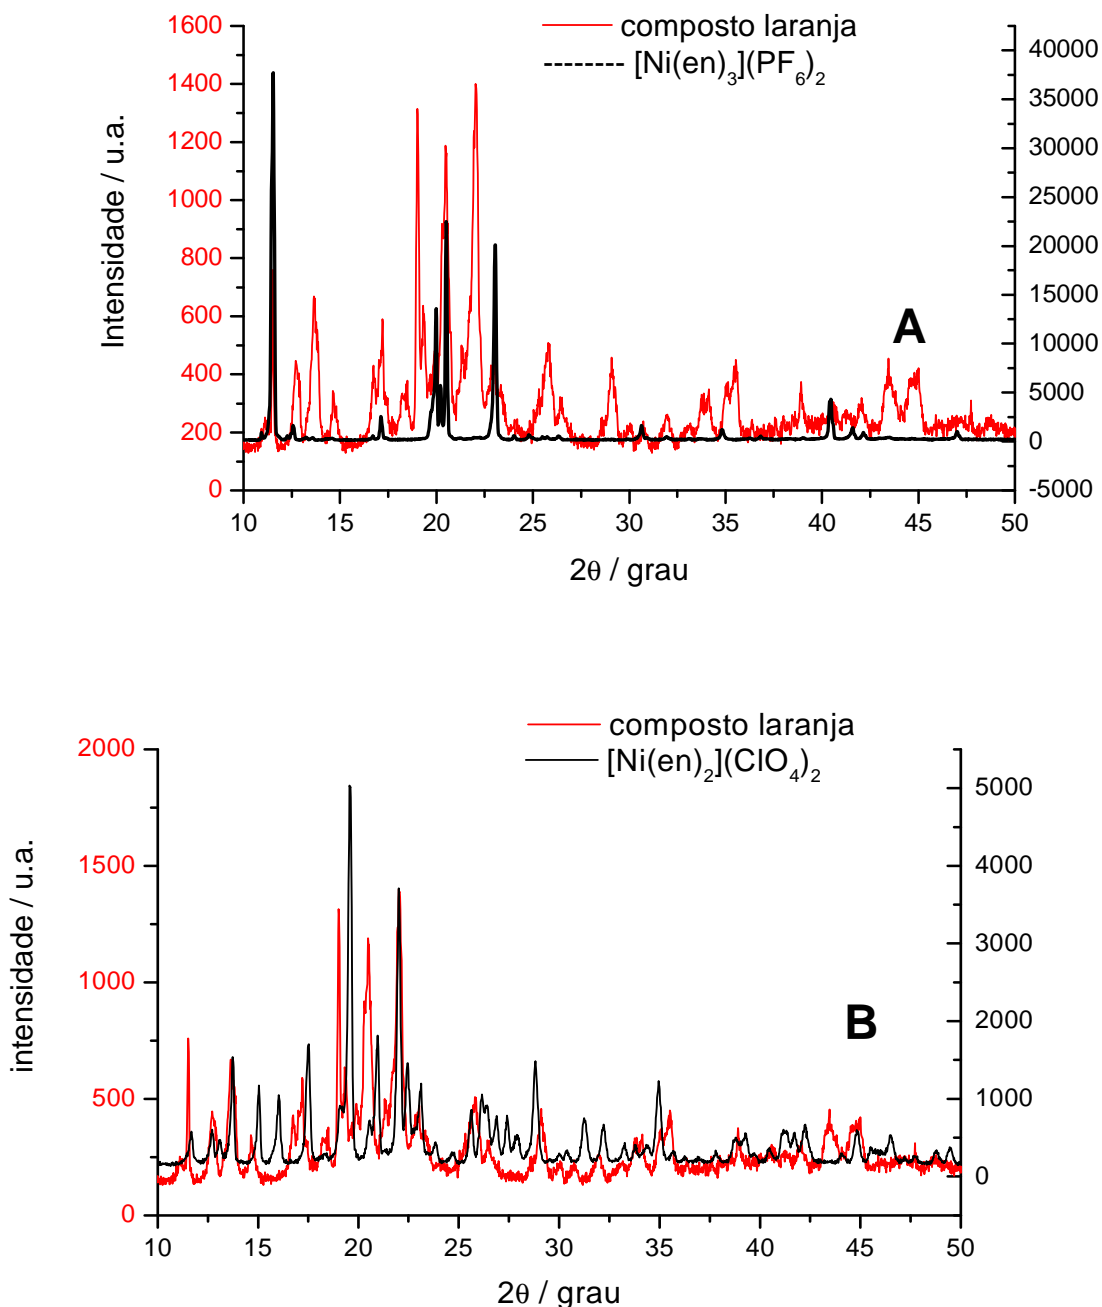 composto laranja
[Ni(en)3](PF6)2
1600
1400
1200
1000
800
600
400
200
0
40000
35000
30000
25000
20000
15000
10000
5000
0
-5000
Intensidade / u.a.
A
10 15 20 25 30 35 40 45 50
2θ / grau
composto laranja
[Ni(en)2](ClO4)2
2000
1500
1000
500
0
5000
4000
3000
2000
1000
0
intensidade / u.a.
B
10 15 20 25 30 35 40 45 50
2θ / grau